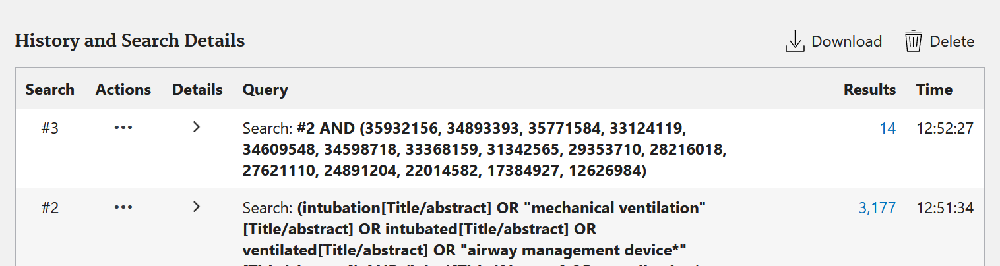 History and Search Details
Download
Delete
Search Actions Details Query Results Time
#3 ••• > Search: #2 AND (35932156, 34893393, 35771584, 33124119, 14 12:52:27
34609548, 34598718, 33368159, 31342565, 29353710, 28216018,
27621110, 24891204, 22014582, 17384927, 12626984)
#2 ••• > Search: (intubation[Title/abstract] OR "mechanical ventilation" 3,177 12:51:34
[Title/abstract] OR intubated[Title/abstract] OR
ventilated[Title/abstract] OR "airway management device*"